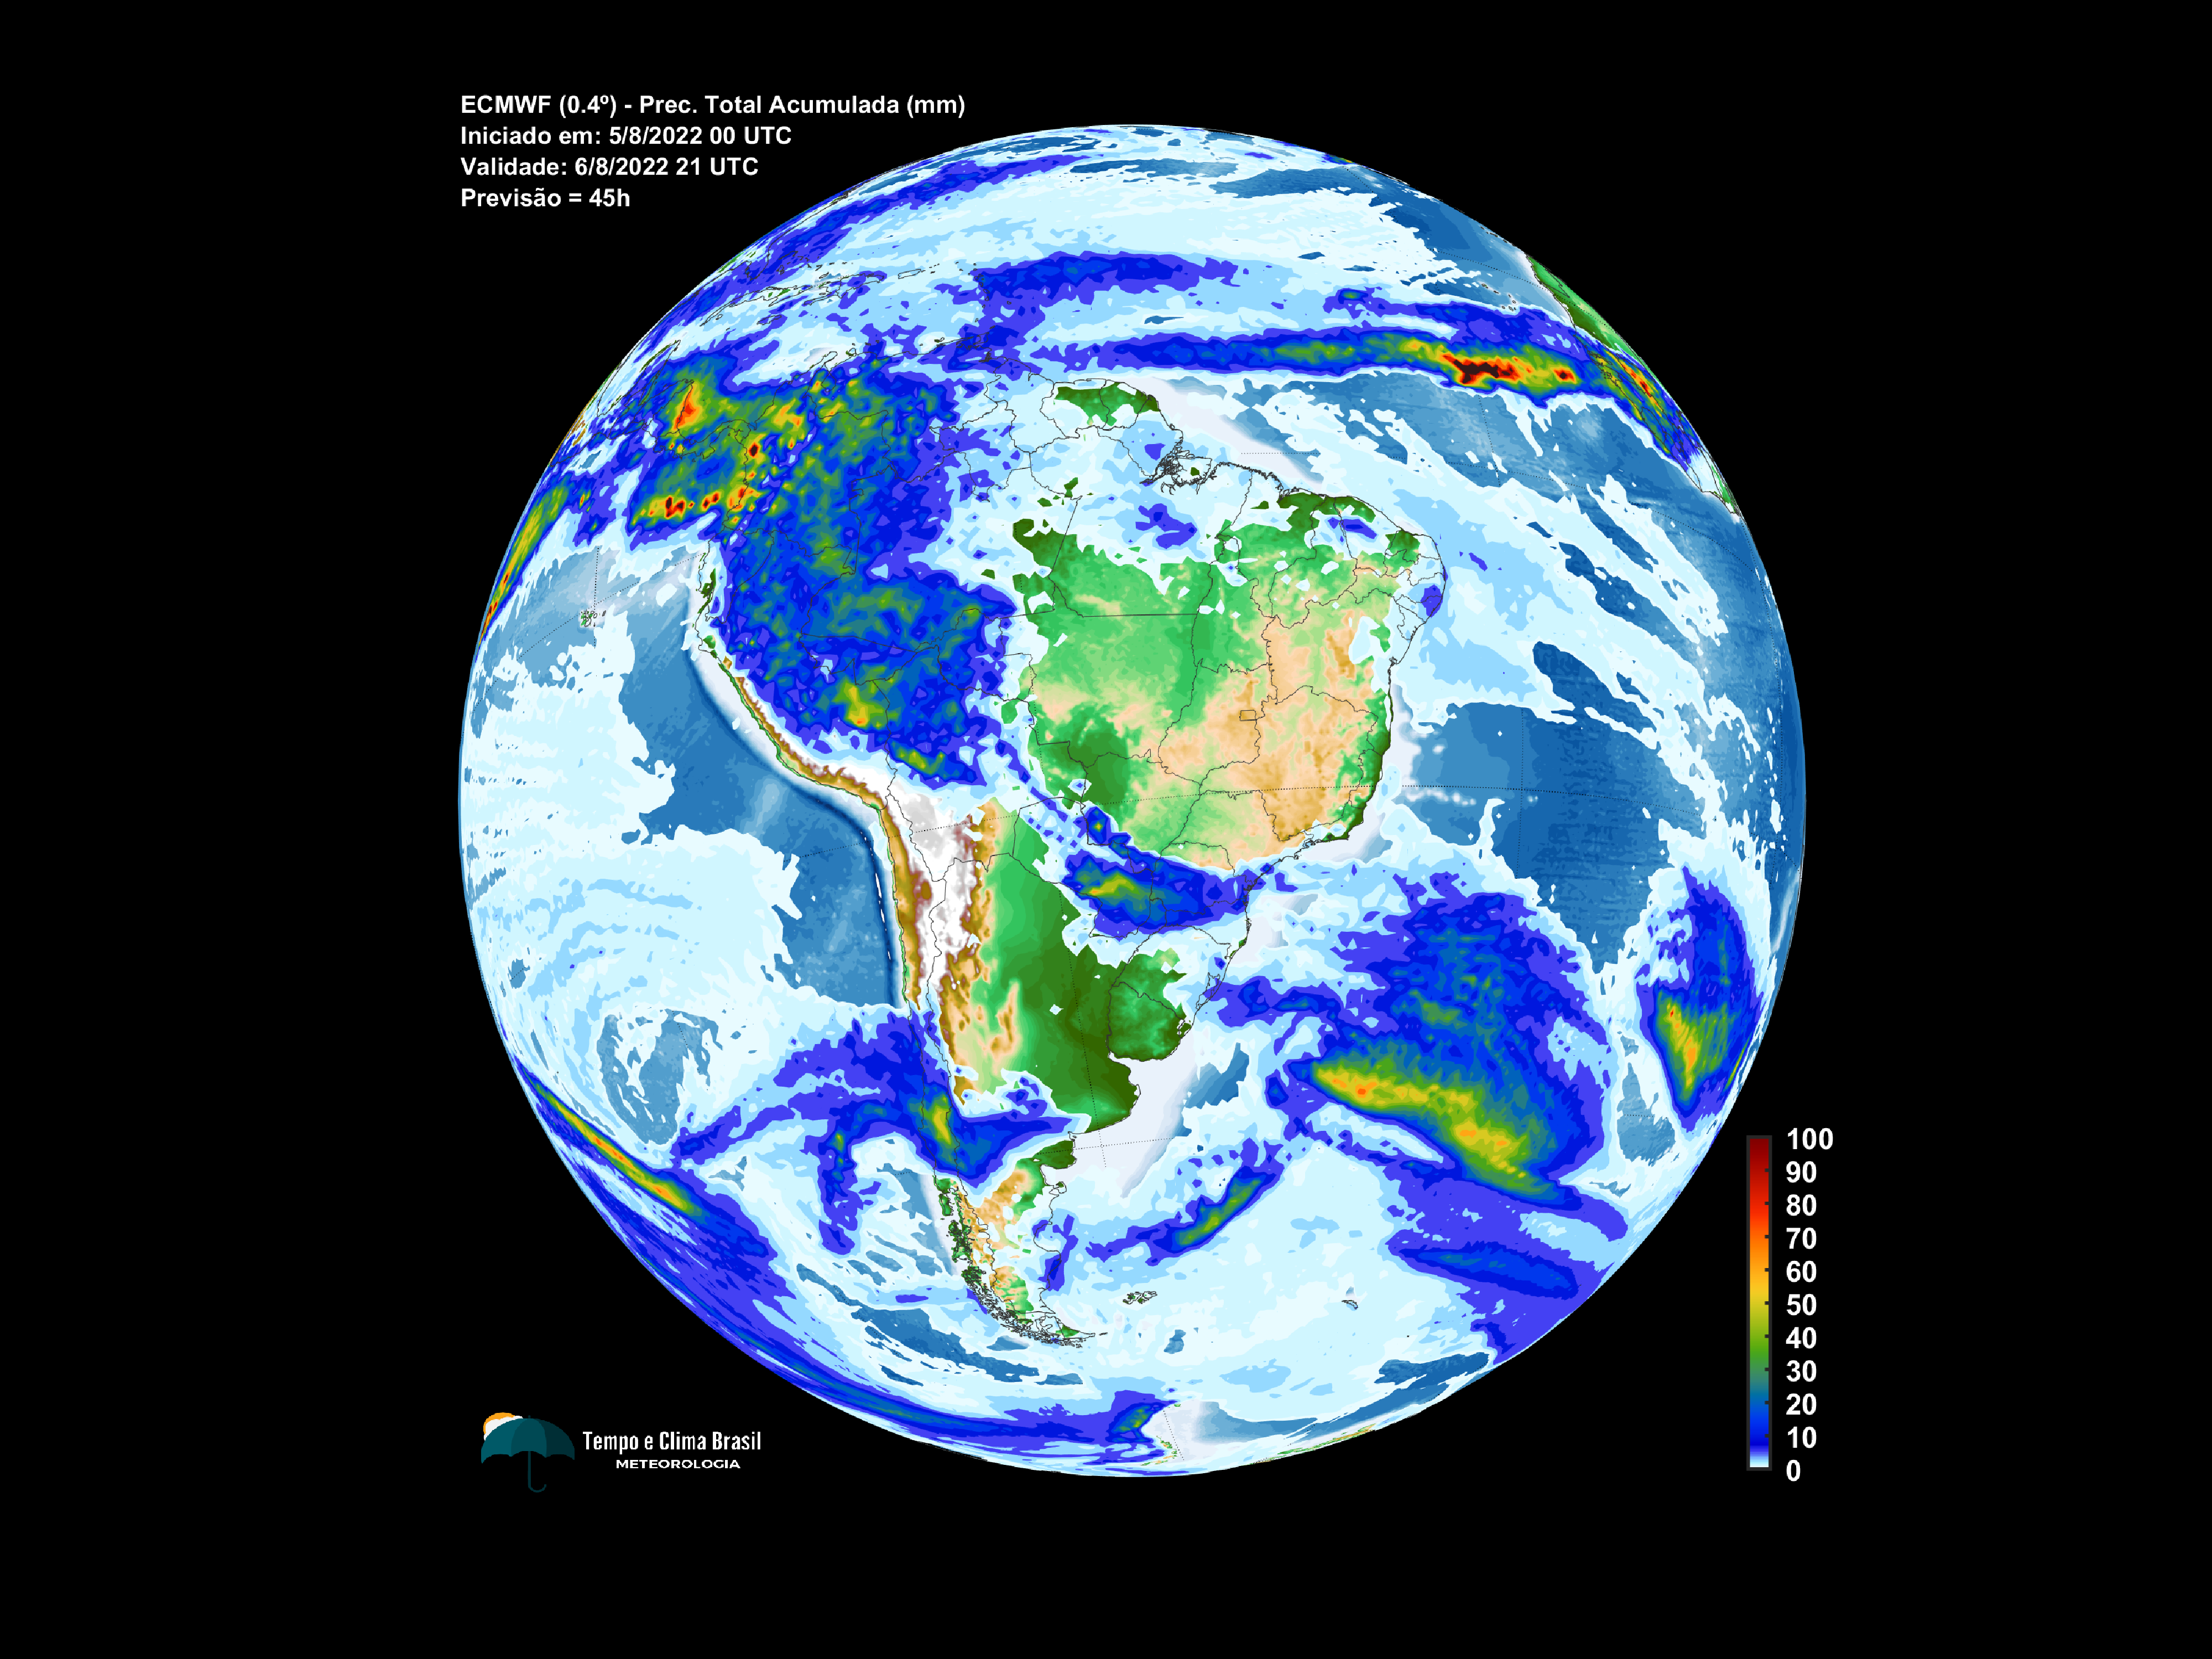 ECMWF (0.4º) - Prec. Total Acumulada (mm)
Iniciado em: 5/8/2022 00 UTC
Validade: 6/8/2022 21 UTC
Previsão = 45h
100
90
80
70
60
50
40
30
20
10
0
Tempo e Clima Brasil
METEOROLOGIA